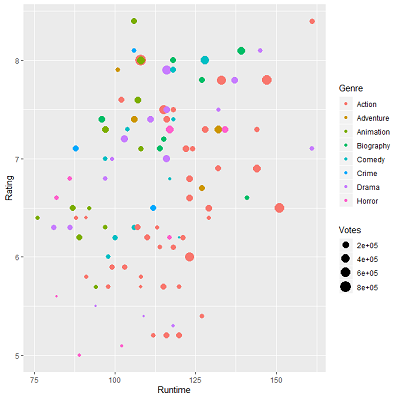 8
7
6
5
75
100
125
150
Runtime
Rating
Genre
Action
Adventure
Animation
Biography
Comedy
Crime
Drama
Horror
Votes
2e+05
4e+05
6e+05
8e+05